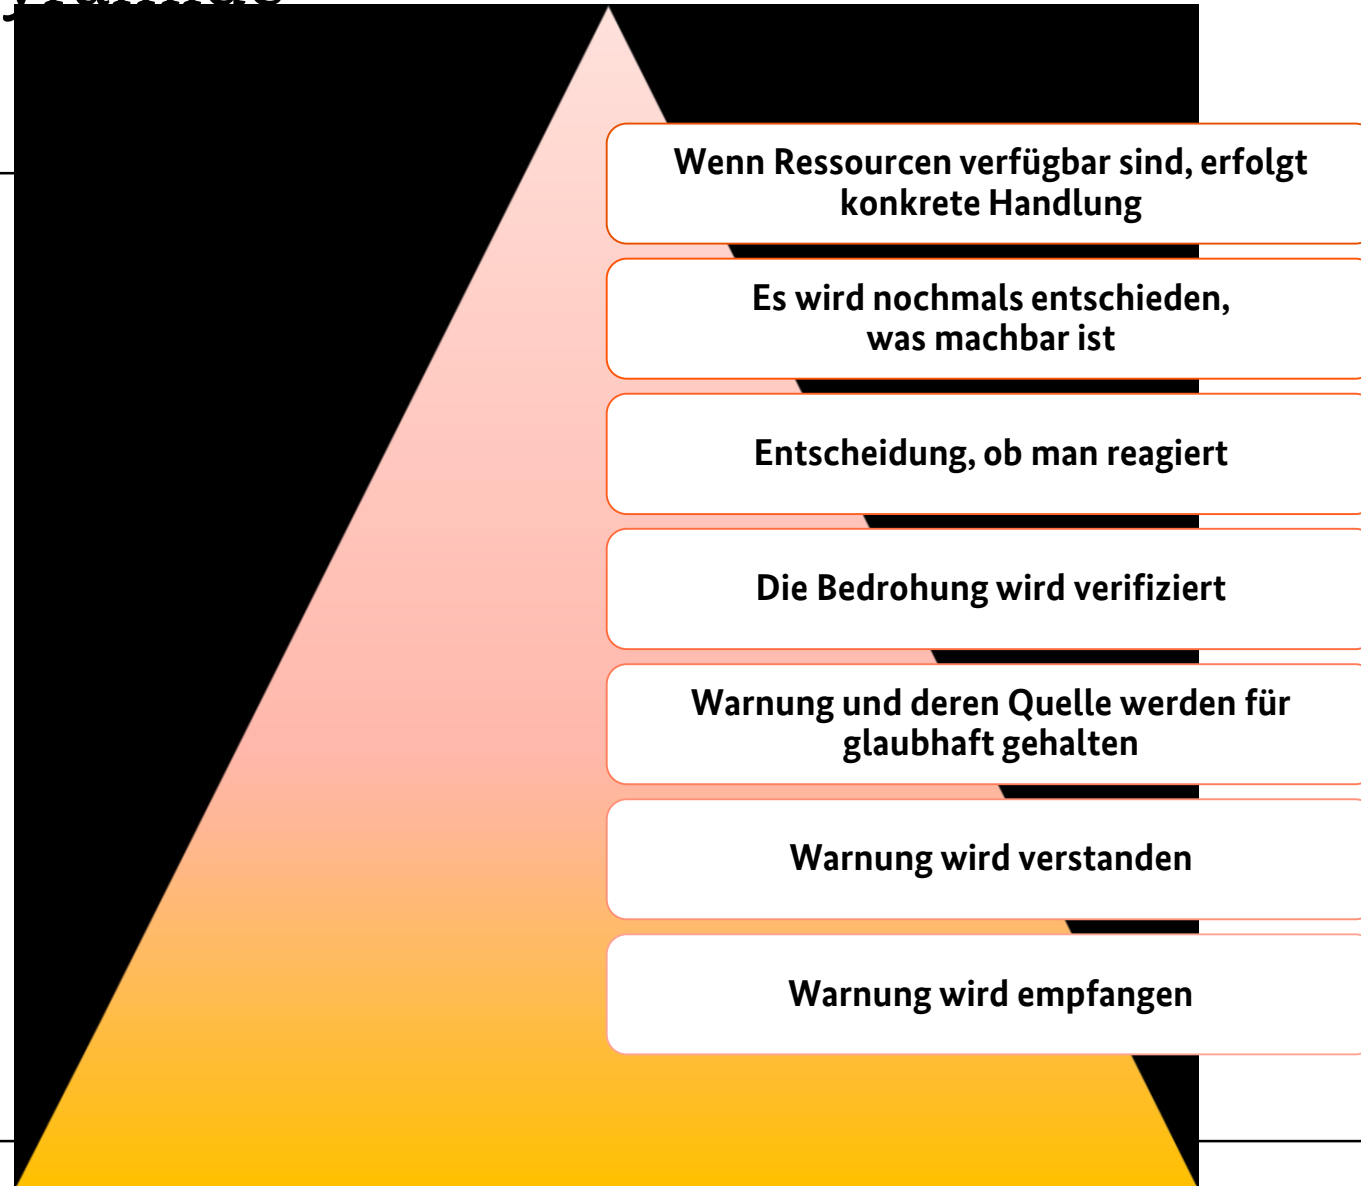 Wenn Ressourcen verfügbar sind, erfolgt
konkrete Handlung
Es wird nochmals entschieden,
was machbar ist
Entscheidung, ob man reagiert
Die Bedrohung wird verifiziert
Warnung und deren Quelle werden für
glaubhaft gehalten
Warnung wird verstanden
Warnung wird empfangen